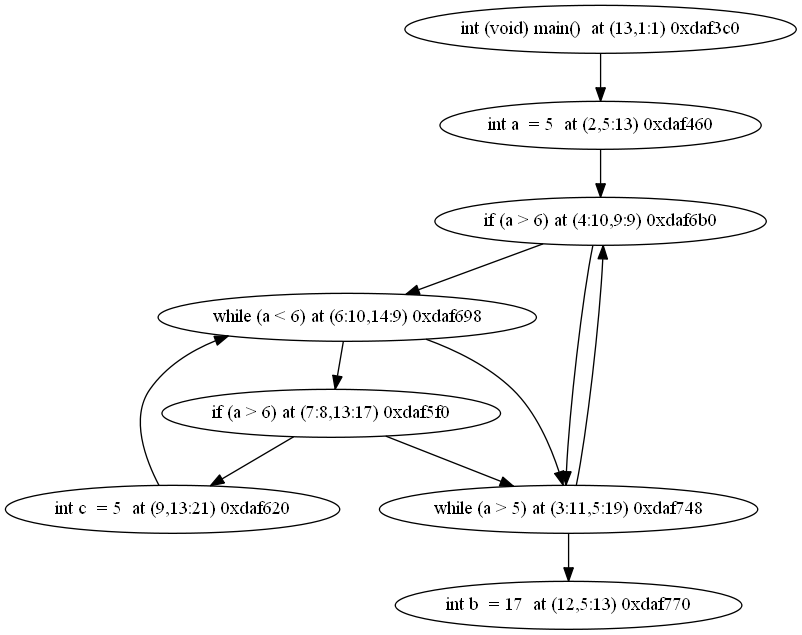 int (void) main() at (13,1:1) 0xdaf3c0
int a = 5 at (2,5:13) 0xdaf460
if (a > 6) at (4:10,9:9) 0xdaf6b0
while (a < 6) at (6:10,14:9) 0xdaf698
if (a > 6) at (7:8,13:17) 0xdaf5f0
int c = 5 at (9,13:21) 0xdaf620
while (a > 5) at (3:11,5:19) 0xdaf748
int b = 17 at (12,5:13) 0xdaf770